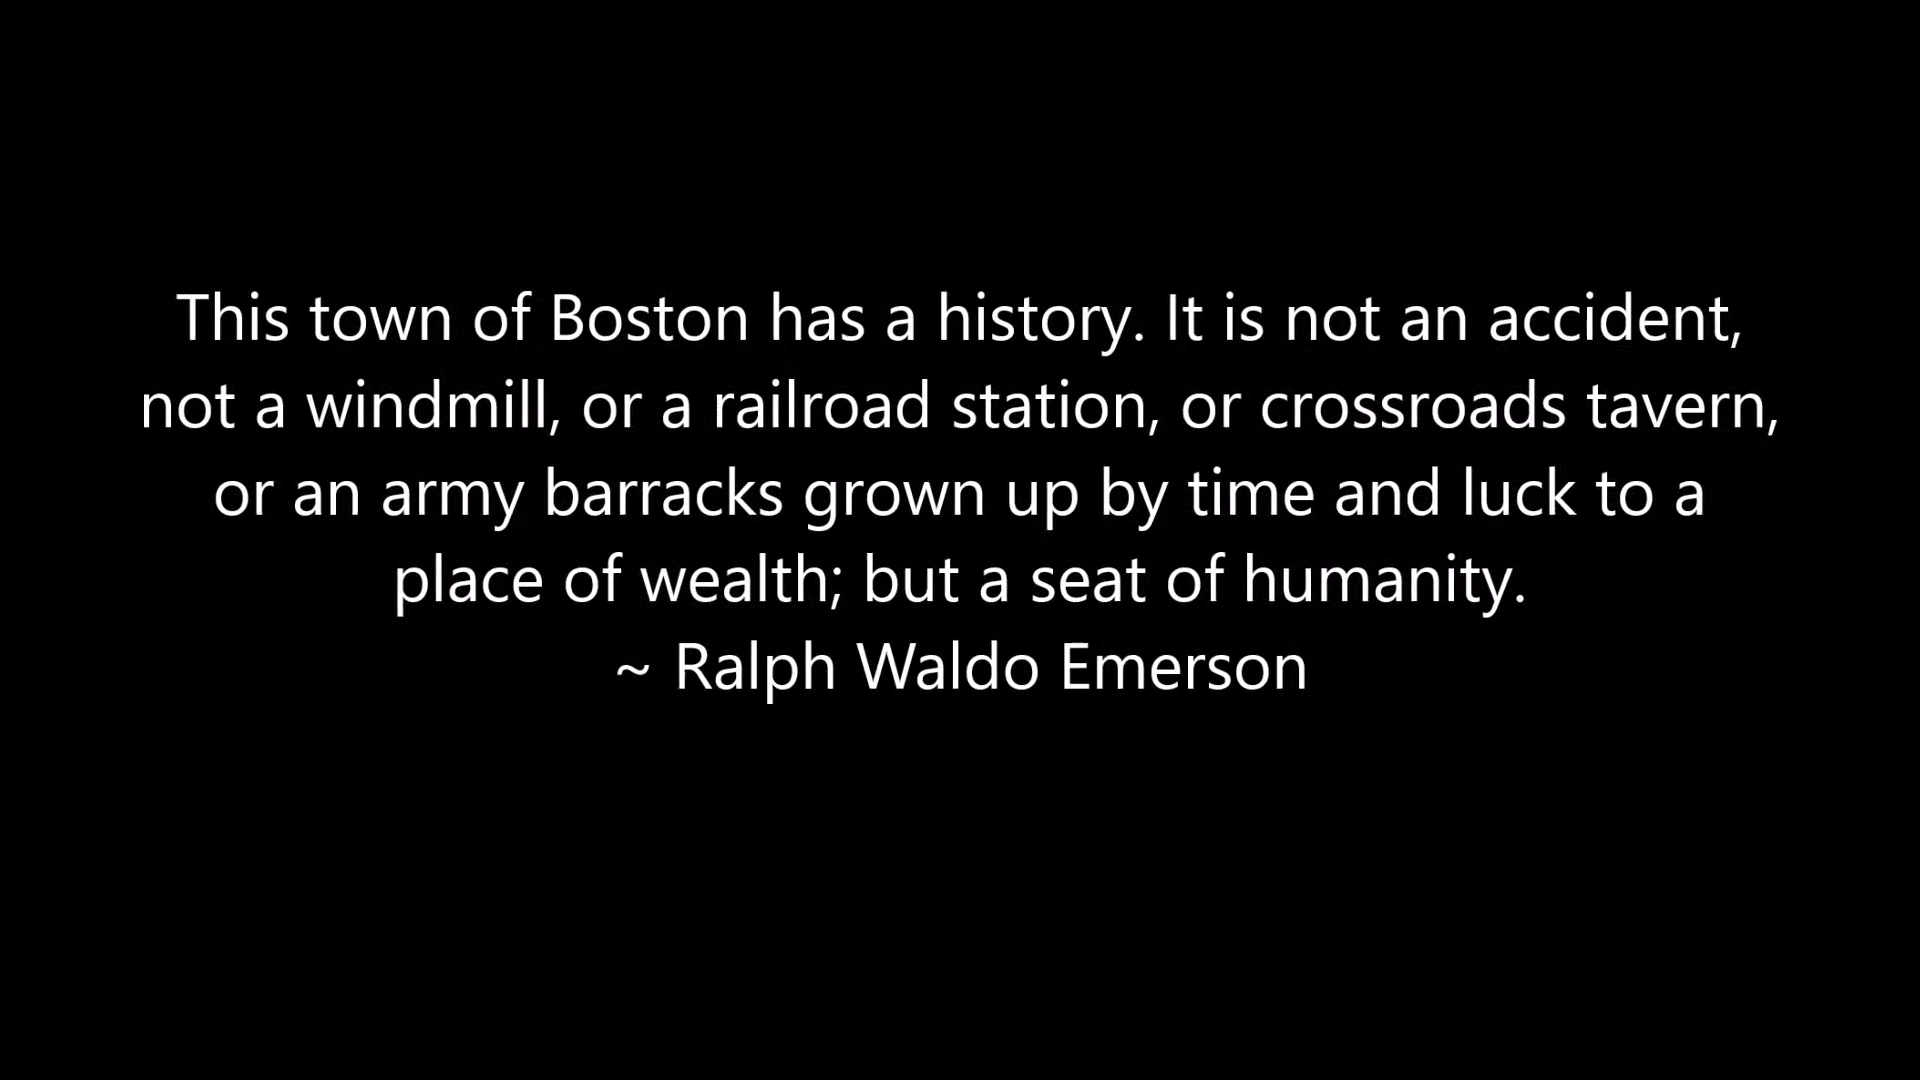 This town of Boston has a history. It is not an accident,
not a windmill, or a railroad station, or crossroads tavern,
or an army barracks grown up by time and luck to a
place of wealth; but a seat of humanity.
~ Ralph Waldo Emerson